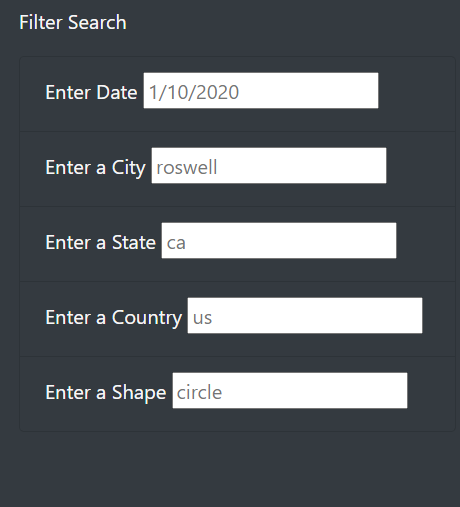 Filter Search
Enter Date 1/10/2020
Enter a City roswell
Enter a State ca
Enter a Country us
Enter a Shape circle